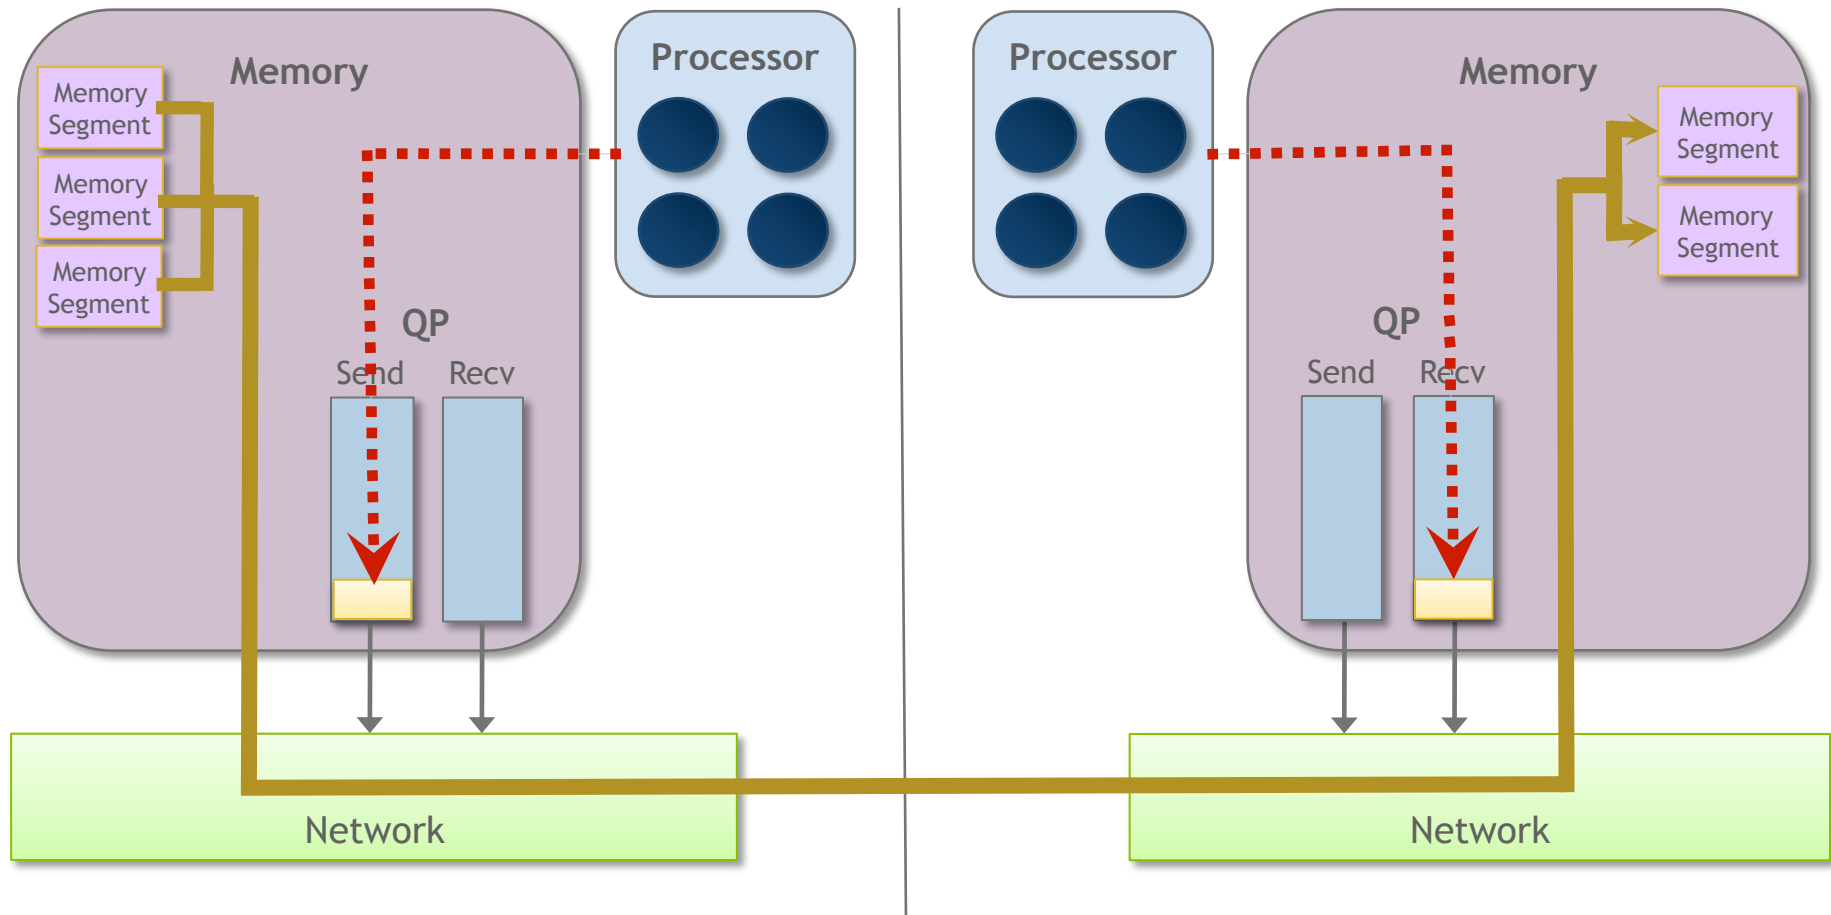 Memory
Memory
Segment
Memory
Segment
Memory
Segment
QP
Send
Recv
Processor
Network
Processor
Memory
Memory
Segment
Memory
Segment
QP
Send
Recv
Network